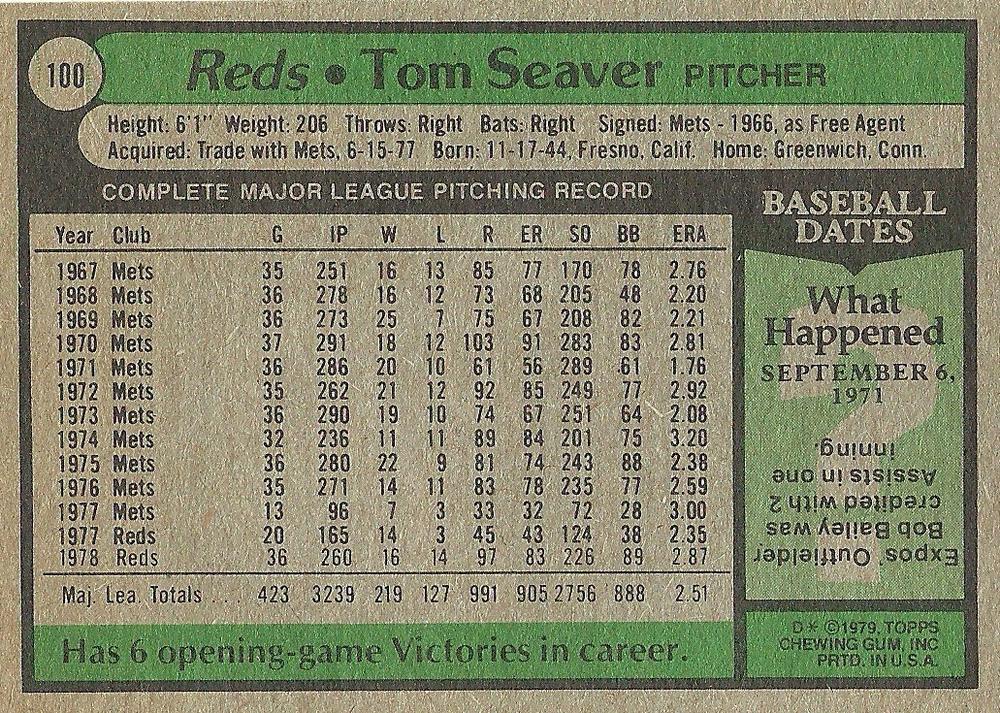 100
Reds • Tom Seaver PITCHER
Height: 6'1" Weight: 206 Throws: Right Bats: Right Signed: Mets - 1966, as Free Agent
Acquired: Trade with Mets, 6-15-77 Born: 11-17-44, Fresno, Calif. Home: Greenwich, Conn.
COMPLETE MAJOR LEAGUE PITCHING RECORD
Year Club G IP W L R ER SO BB ERA
1967 Mets 35 251 16 13 85 77 170 78 2.76
1968 Mets 36 278 16 12 73 68 205 48 2.20
1969 Mets 36 273 25 7 75 67 208 82 2.21
1970 Mets 37 291 18 12 103 91 283 83 2.81
1971 Mets 36 286 20 10 61 56 289 61 1.76
1972 Mets 35 262 21 12 92 85 249 77 2.92
1973 Mets 36 290 19 10 74 67 251 64 2.08
1974 Mets 32 236 11 11 89 84 201 75 3.20
1975 Mets 36 280 22 9 81 74 243 88 2.38
1976 Mets 35 271 14 11 83 78 235 77 2.59
1977 Mets 13 96 7 3 33 32 72 28 3.00
1977 Reds 20 165 14 3 45 43 124 38 2.35
1978 Reds 36 260 16 14 97 83 226 89 2.87
Maj. Lea. Totals ... 423 3239 219 127 991 905 2756 888 2.51
Has 6 opening-game Victories in career.
BASEBALL
DATES
What
Happened
SEPTEMBER 6,
1971
?
Expos' Outfielder
Bob Bailey was
credited with 2
Assists in one
inning.
D* ©1979. TOPPS
CHEWING GUM, INC
PRTD. IN U.S.A.